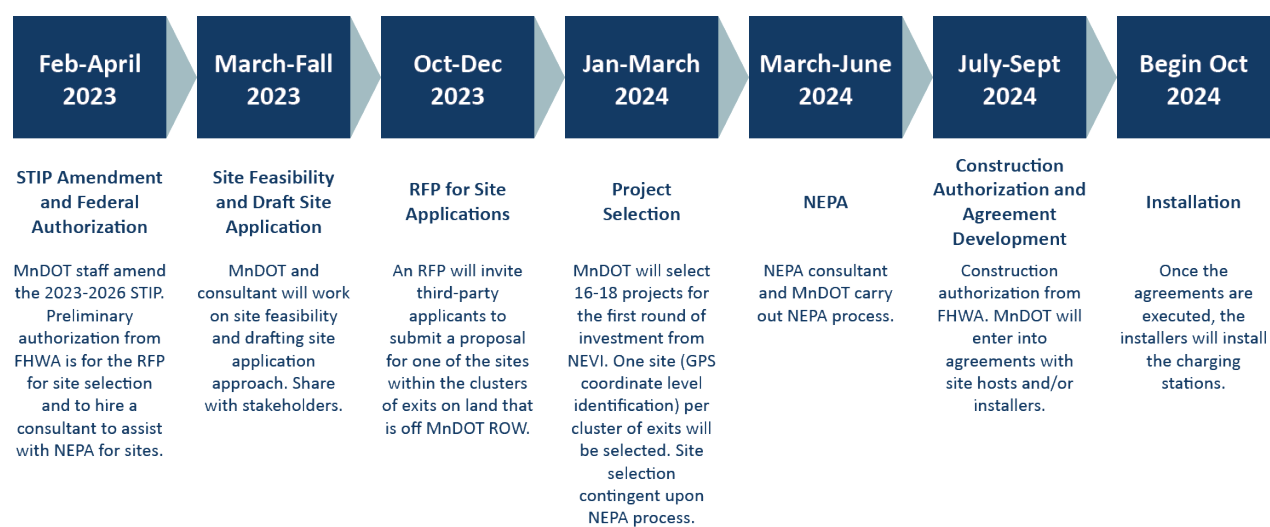 Feb-April
2023
STIP Amendment
and Federal
Authorization
MnDOT staff amend
the 2023-2026 STIP.
Preliminary
authorization from
FHWA is for the RFP
for site selection
and to hire a
consultant to assist
with NEPA for sites.
March-Fall
2023
Site Feasibility
and Draft Site
Application
MnDOT and
consultant will work
on site feasibility
and drafting site
application
approach. Share
with stakeholders.
Oct-Dec
2023
RFP for Site
Applications
An RFP will invite
third-party
applicants to
submit a proposal
for one of the sites
within the clusters
of exits on land that
is off MnDOT ROW.
Jan-March
2024
Project
Selection
MnDOT will select
16-18 projects for
the first round of
investment from
NEVI. One site (GPS
coordinate level
identification) per
cluster of exits will
be selected. Site
selection
contingent upon
NEPA process.
March-June
2024
NEPA
NEPA consultant
and MnDOT carry
out NEPA process.
July-Sept
2024
Construction
Authorization and
Agreement
Development
Construction
authorization from
FHWA. MnDOT will
enter into
agreements with
site hosts and/or
installers.
Begin Oct
2024
Installation
Once the
agreements are
executed, the
installers will install
the charging
stations.